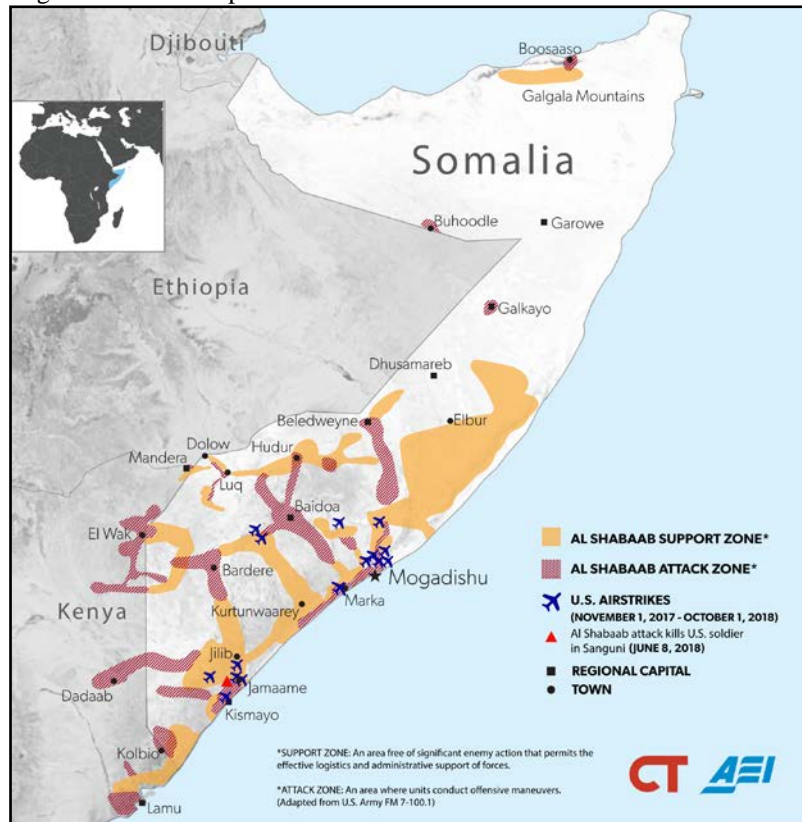 Djibouti
Boosaaso
Galgala Mountains
Somalia
Buhoodle
Garowe
Ethiopia
Galkayo
Dhusamareb
Beledweyne
Elbur
Dolow
Hudur
Mandera
Luq
Baidoa
El Wak
Bardere
Mogadishu
Marka
Kenya
Kurtunwaarey
Jilib
Dadaab
Jamaame
Kismayo
Kolbio
Lamu
AL SHABAAB SUPPORT ZONE*
AL SHABAAB ATTACK ZONE*
U.S. AIRSTRIKES
(NOVEMBER 1, 2017 - OCTOBER 1, 2018)
Al Shabaab attack kills U.S. soldier
in Sanguni (JUNE 8, 2018)
REGIONAL CAPITAL
TOWN
*SUPPORT ZONE: An area free of significant enemy action that permits the
effective logistics and administrative support of forces.
*ATTACK ZONE: An area where units conduct offensive maneuvers.
(Adapted from U.S. Army FM 7-100.1)
CT AEI